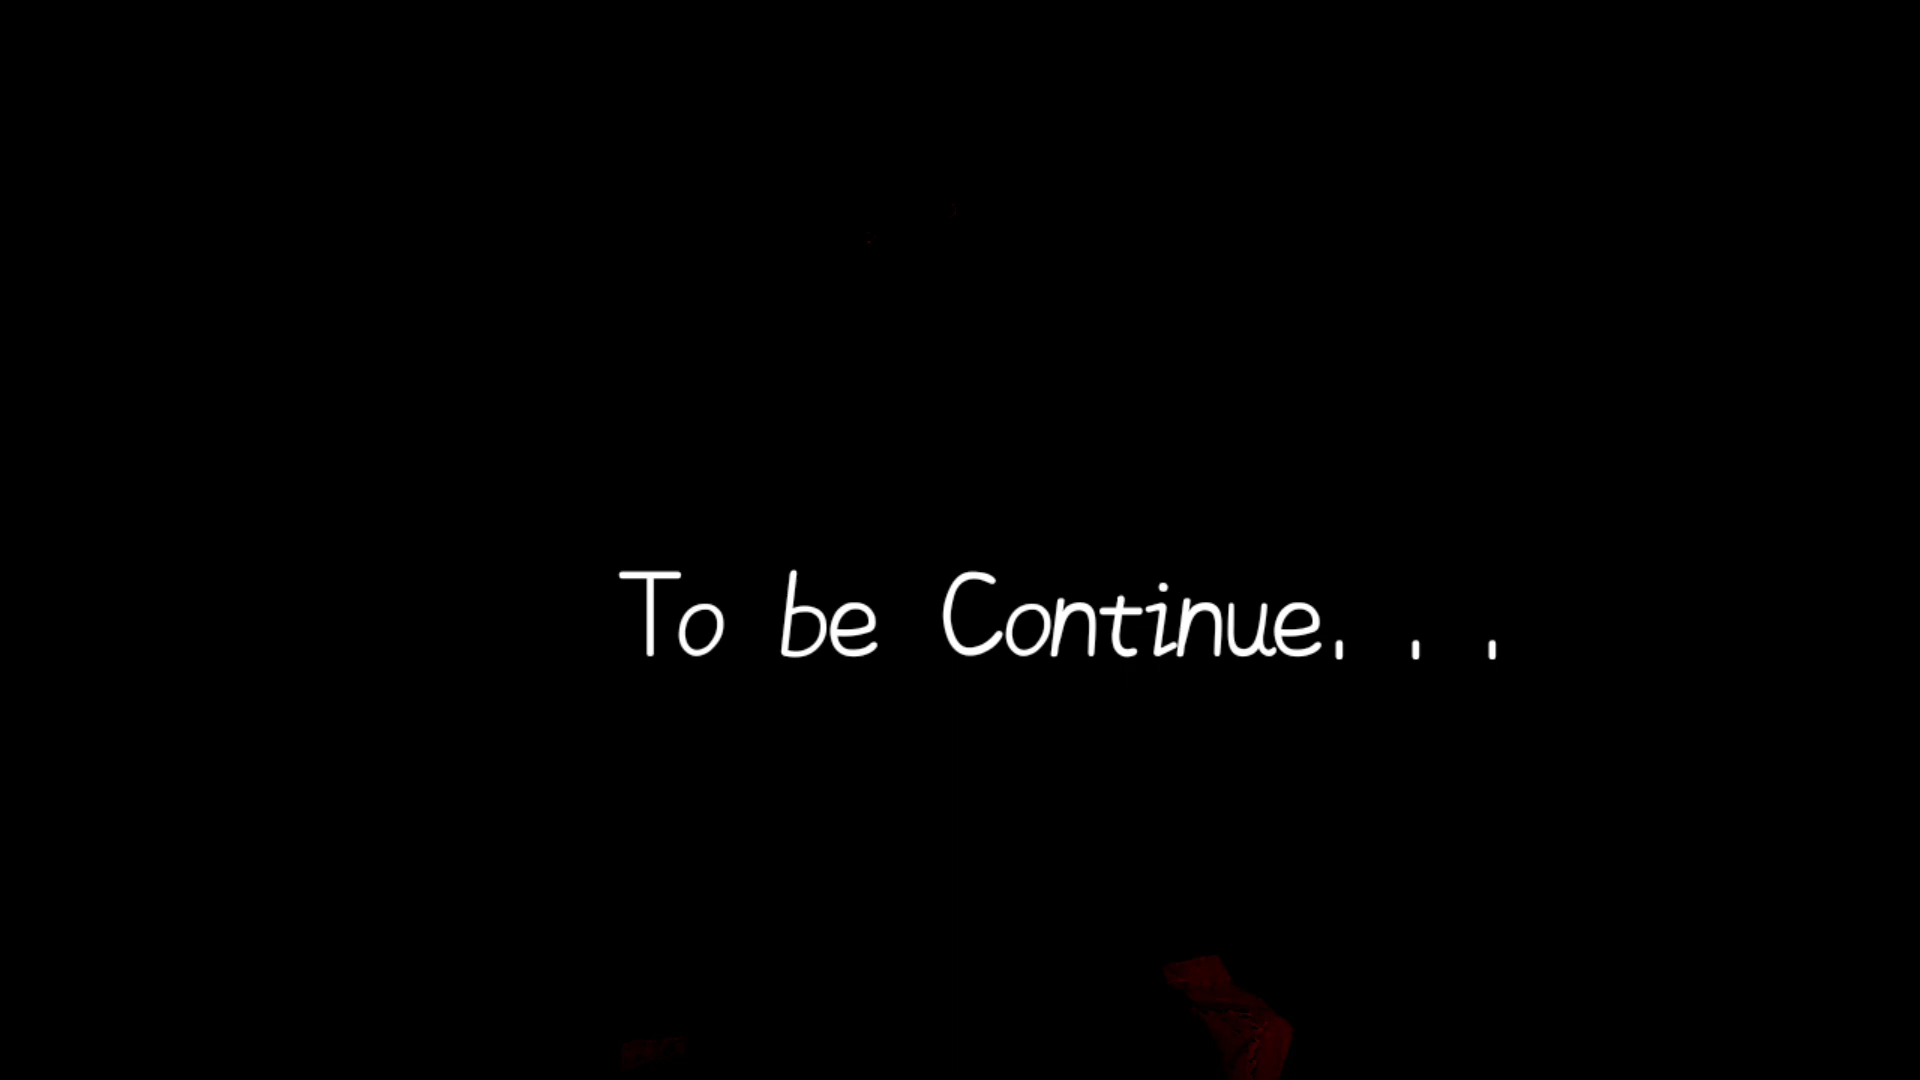 To be Continue. . .